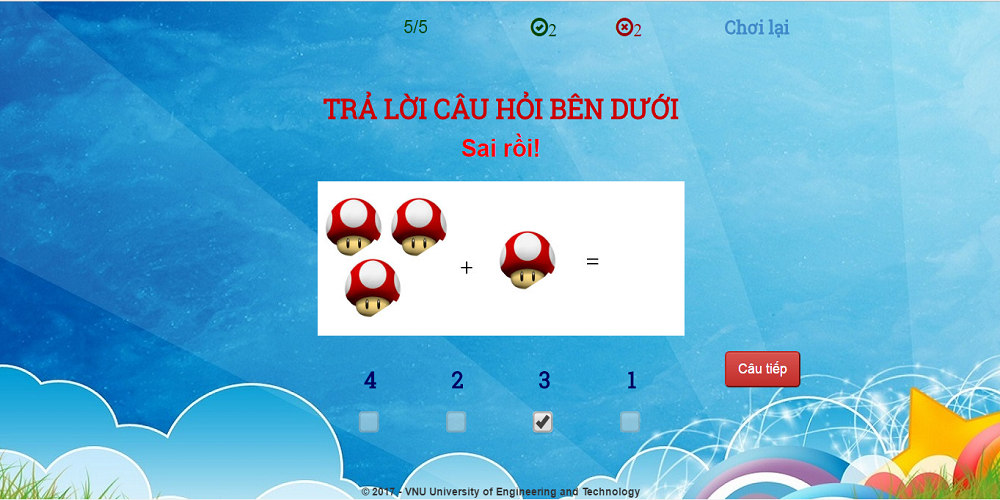 5/5 2 2 Chơi lại
TRẢ LỜI CÂU HỎI BÊN DƯỚI
Sai rồi!
+ =
Câu tiếp
4 2 3 1
© 2017 - VNU University of Engineering and Technology